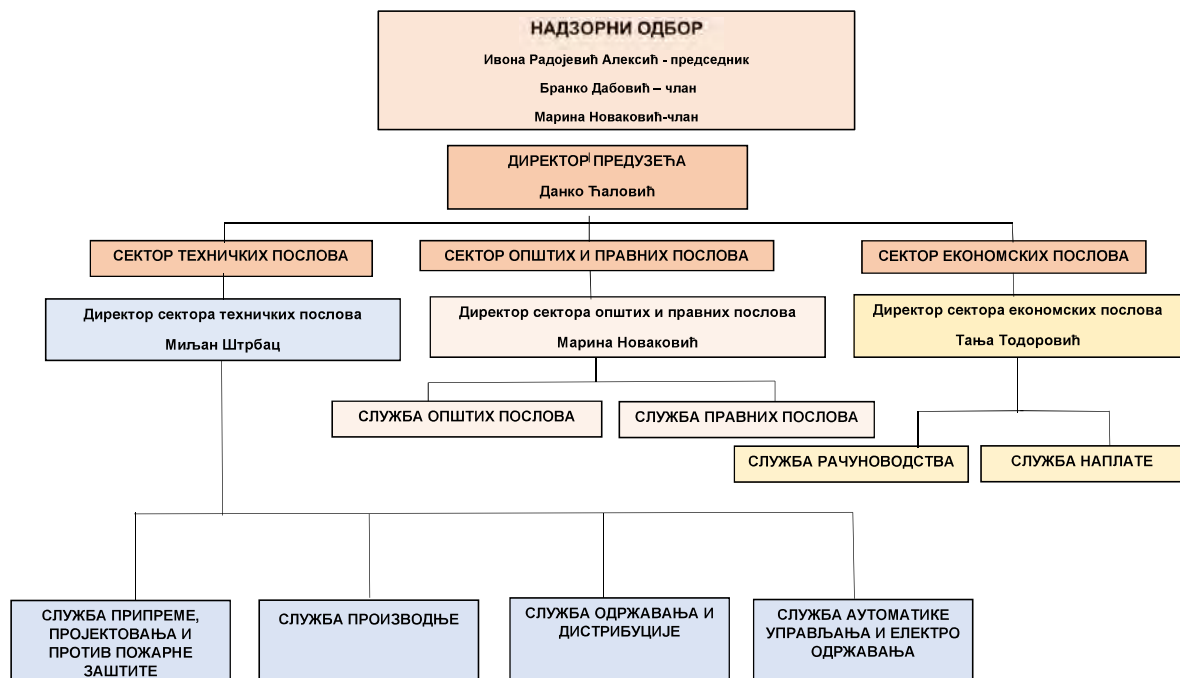 НАДЗОРНИ ОДБОР
Ивона Радојевић Алексић - председник
Бранко Дабовић – члан
Марина Новаковић-члан
ДИРЕКТОР ПРЕДУЗЕЋА
Данко Ћаловић
СЕКТОР ТЕХНИЧКИХ ПОСЛОВА
СЕКТОР ОПШТИХ И ПРАВНИХ ПОСЛОВА
СЕКТОР ЕКОНОМСКИХ ПОСЛОВА
Директор сектора техничких послова
Миљан Штрбац
Директор сектора општих и правних послова
Марина Новаковић
Директор сектора економских послова
Тања Тодоровић
СЛУЖБА ОПШТИХ ПОСЛОВА
СЛУЖБА ПРАВНИХ ПОСЛОВА
СЛУЖБА РАЧУНОВОДСТВА
СЛУЖБА НАПЛАТЕ
СЛУЖБА ПРИПРЕМЕ,
ПРОЈЕКТОВАЊА И
ПРОТИВ ПОЖАРНЕ
ЗАШТИТЕ
СЛУЖБА ПРОИЗВОДЊЕ
СЛУЖБА ОДРЖАВАЊА И
ДИСТРИБУЦИЈЕ
СЛУЖБА АУТОМАТИКЕ
УПРАВЉАЊА И ЕЛЕКТРО
ОДРЖАВАЊА